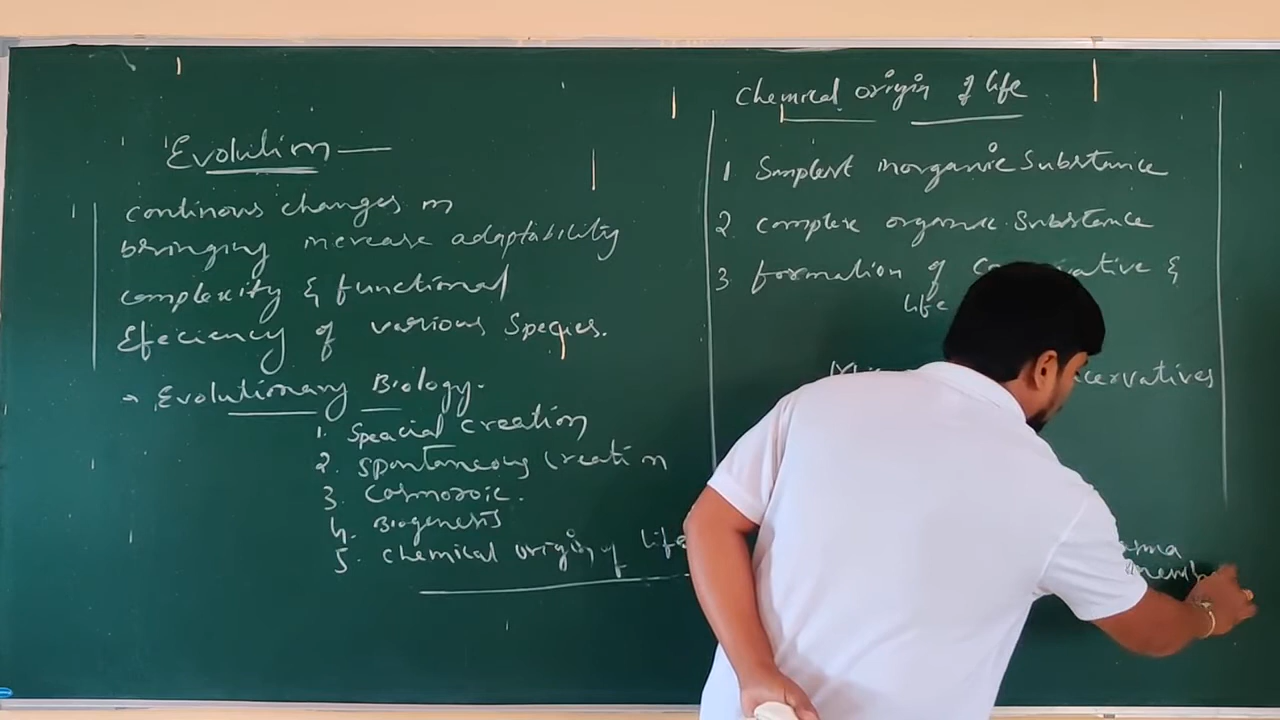 Evolution —
continous changes in
bringing increase adaptability
complexity & functional
Efeciency of various Species.
Evolutionary Biology.
1. Speacial creation
2. spontaneous creation
3. Cosmozoic.
4. Biogenesis
5. chemical origin of life
chemical origin of life
1 Simplest inorganic Substance
2. complex organic Substance
3 formation of &
life